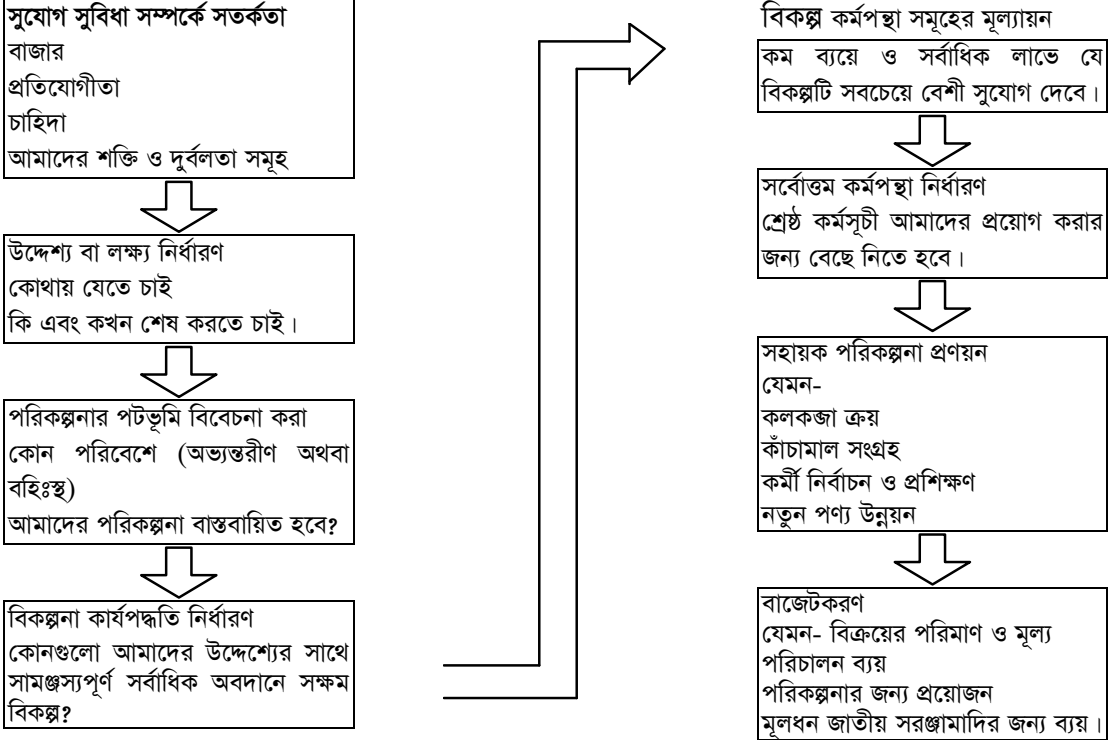 সুযোগ সুবিধা সম্পর্কে সতর্কতা
বাজার
প্রতিযোগীতা
চাহিদা
আমাদের শক্তি ও দুর্বলতা সমূহ
উদ্দেশ্য বা লক্ষ্য নির্ধারণ
কোথায় যেতে চাই
কি এবং কখন শেষ করতে চাই।
পরিকল্পনার পটভূমি বিবেচনা করা
কোন পরিবেশে (অভ্যন্তরীণ অথবা
বহিঃস্থ)
আমাদের পরিকল্পনা বাস্তবায়িত হবে?
বিকল্পনা কার্যপদ্ধতি নির্ধারণ
কোনগুলো আমাদের উদ্দেশ্যের সাথে
সামঞ্জস্যপূর্ণ সর্বাধিক অবদানে সক্ষম
বিকল্প?
বিকল্প কর্মপন্থা সমূহের মূল্যায়ন
কম ব্যয়ে ও সর্বাধিক লাভে যে
বিকল্পটি সবচেয়ে বেশী সুযোগ দেবে।
সর্বোত্তম কর্মপন্থা নির্ধারণ
শ্রেষ্ঠ কর্মসূচী আমাদের প্রয়োগ করার
জন্য বেছে নিতে হবে।
সহায়ক পরিকল্পনা প্রণয়ন
যেমন-
কলকব্জা ক্রয়
কাঁচামাল সংগ্রহ
কর্মী নির্বাচন ও প্রশিক্ষণ
নতুন পণ্য উন্নয়ন
বাজেটকরণ
যেমন- বিক্রয়ের পরিমাণ ও মূল্য
পরিচালন ব্যয়
পরিকল্পনার জন্য প্রয়োজন
মূলধন জাতীয় সরঞ্জামাদির জন্য ব্যয়।